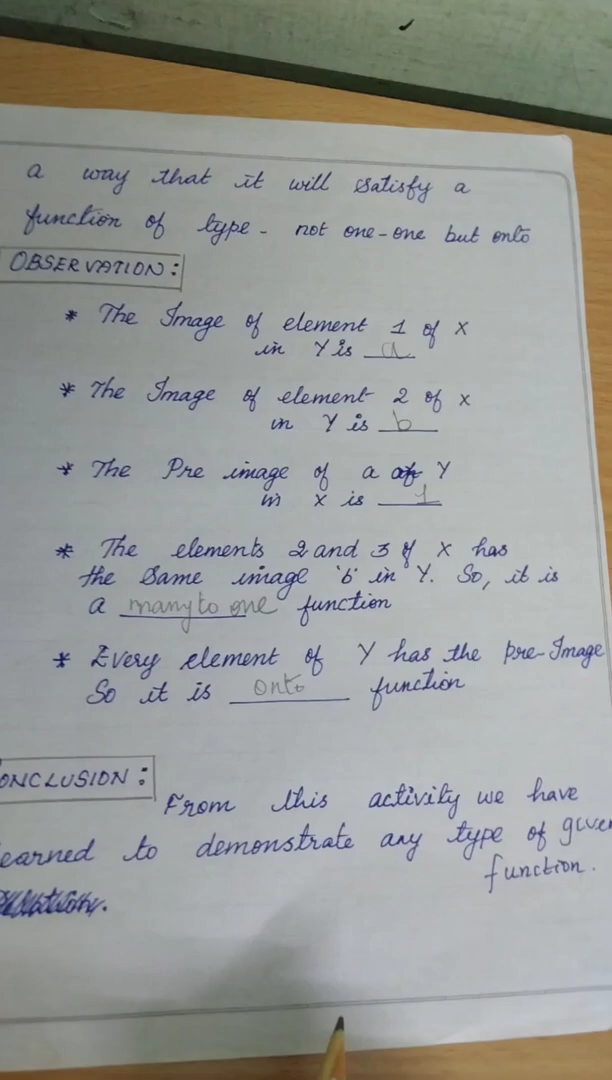 a way that it will satisfy a
function of type - not one-one but onto
OBSERVATION:
* The Image of element 1 of X
in Y is a
* The Image of element 2 of X
in Y is b
* The Pre image of a of Y
in X is 1
* The elements 2 and 3 of X has
the Same image 'b' in Y. So, it is
a many to one function
* Every element of Y has the pre-Image
So it is onto function
ONCLUSION:
From this activity we have
earned to demonstrate any type of given
function.